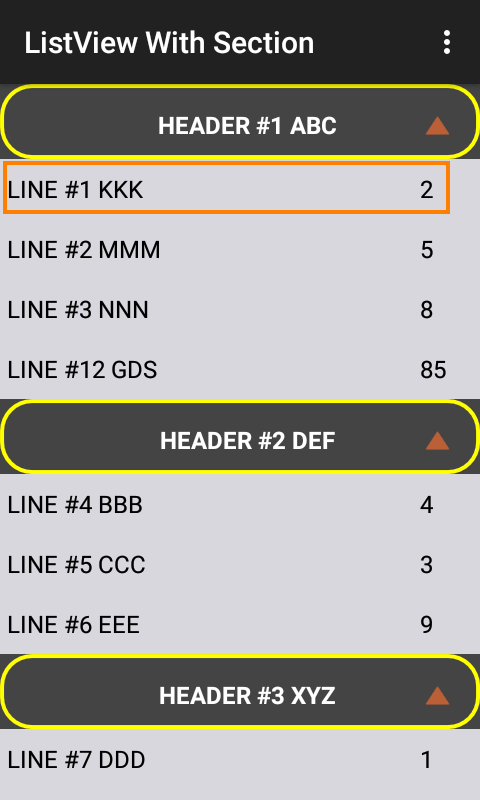 ListView With Section
HEADER #1 ABC
LINE #1 KKK 2
LINE #2 MMM 5
LINE #3 NNN 8
LINE #12 GDS 85
HEADER #2 DEF
LINE #4 BBB 4
LINE #5 CCC 3
LINE #6 EEE 9
HEADER #3 XYZ
LINE #7 DDD 1